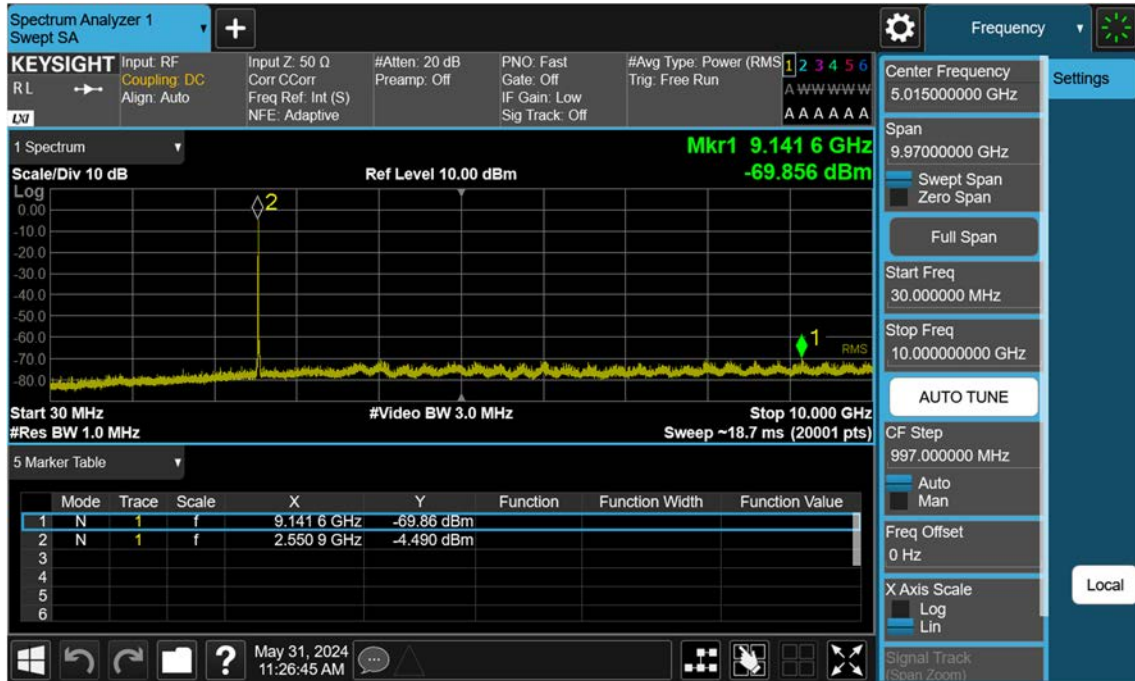 Spectrum Analyzer 1
Swept SA
+
Frequency
KEYSIGHT
R L
LXI
Input: RF
Coupling: DC
Align: Auto
Input Z: 50 Ω
Corr CCorr
Freq Ref: Int (S)
NFE: Adaptive
#Atten: 20 dB
Preamp: Off
PNO: Fast
Gate: Off
IF Gain: Low
Sig Track: Off
#Avg Type: Power (RMS
Trig: Free Run
1 2 3 4 5 6
A W W W W W
A A A A A A
1 Spectrum
Scale/Div 10 dB
Ref Level 10.00 dBm
Mkr1 9.141 6 GHz
-69.856 dBm
Log
0.00
-10.0
-20.0
-30.0
-40.0
-50.0
-60.0
-70.0
-80.0
2
1
RMS
Start 30 MHz
#Video BW 3.0 MHz
Stop 10.000 GHz
#Res BW 1.0 MHz
Sweep ~18.7 ms (20001 pts)
5 Marker Table
Mode Trace Scale X Y Function Function Width Function Value
1 N 1 f 9.141 6 GHz -69.86 dBm
2 N 1 f 2.550 9 GHz -4.490 dBm
3
4
5
6
?
May 31, 2024
11:26:45 AM
Center Frequency
5.015000000 GHz
Span
9.97000000 GHz
Swept Span
Zero Span
Full Span
Start Freq
30.000000 MHz
Stop Freq
10.000000000 GHz
AUTO TUNE
CF Step
997.000000 MHz
Auto
Man
Freq Offset
0 Hz
X Axis Scale
Log
Lin
Signal Track
(Span Zoom)
Settings
Local